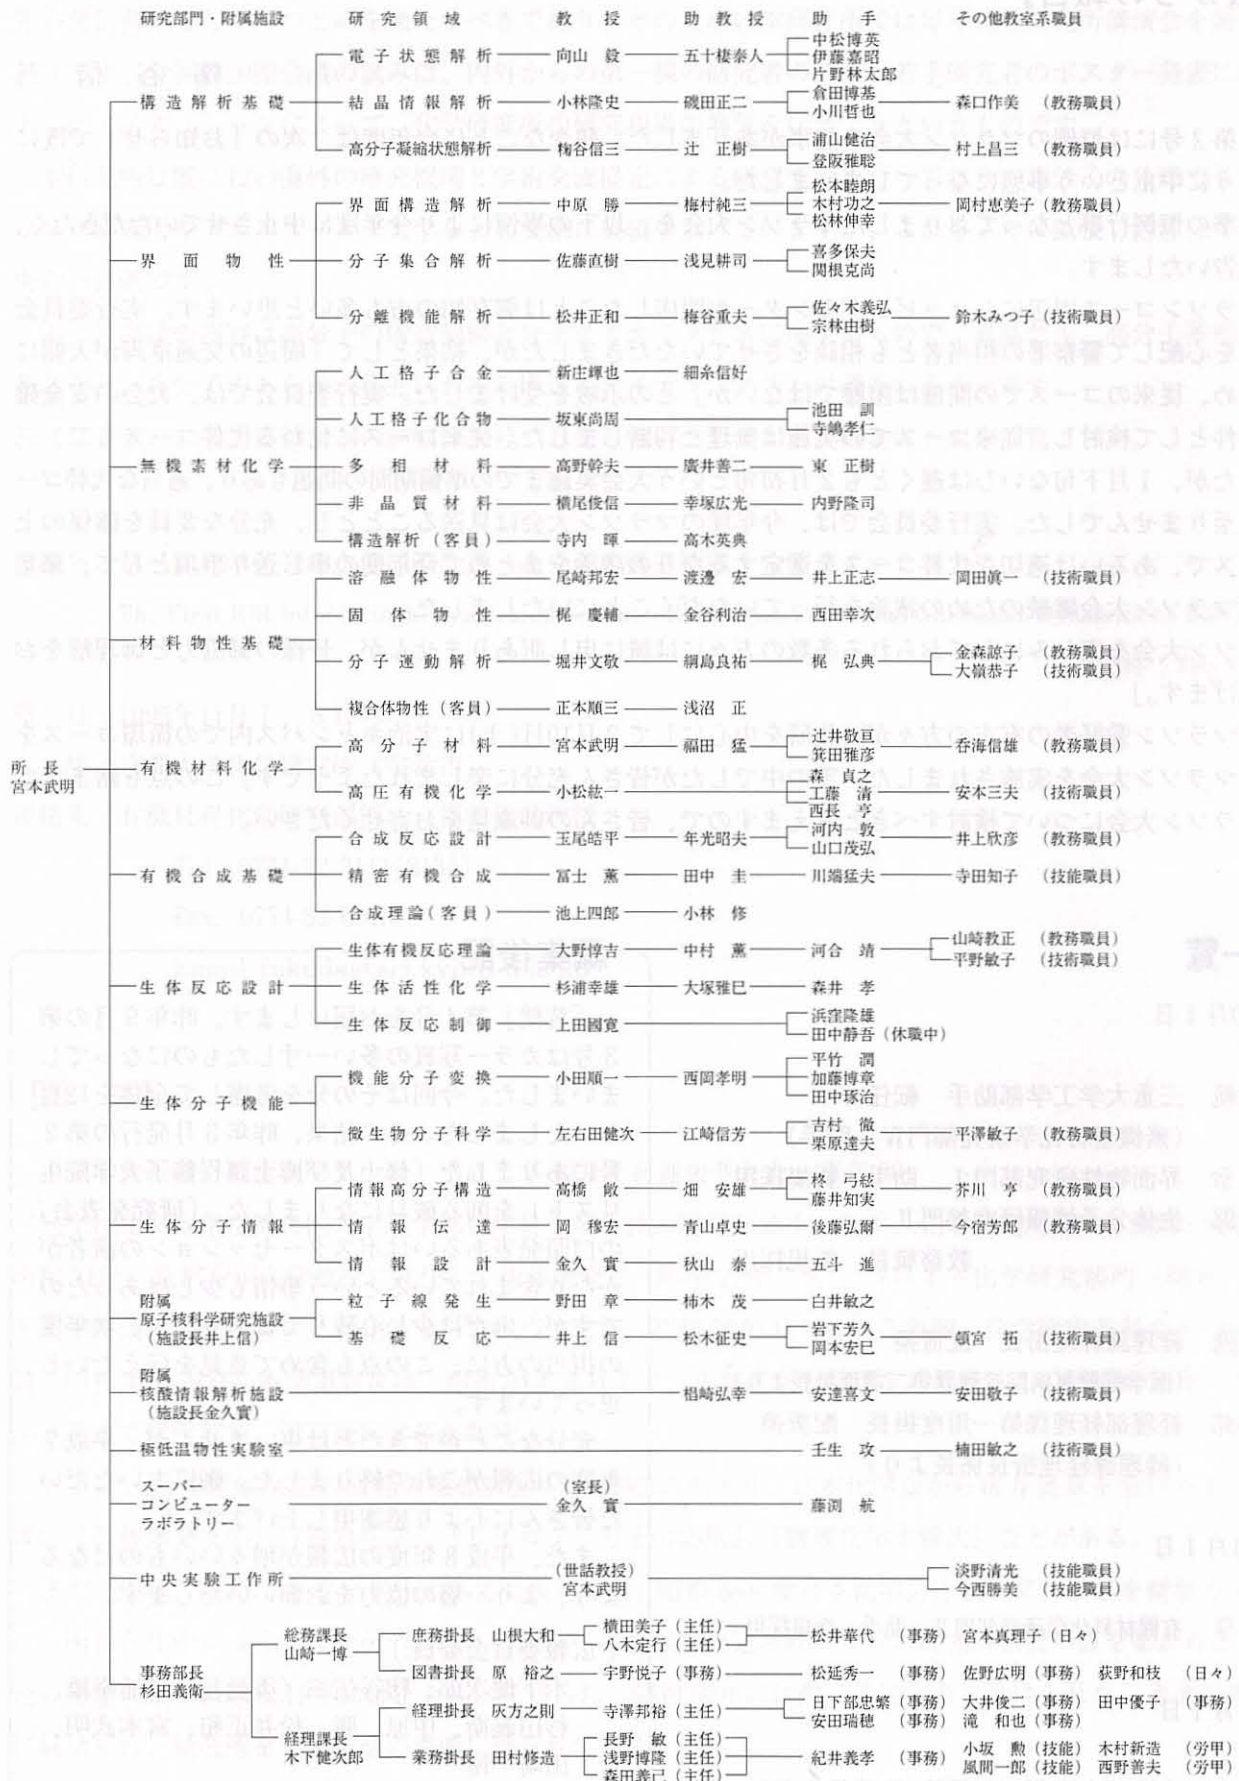 研究部門・附属施設 研究領域 教授 助教授 助手 その他教室系職員
中松博英
電子状態解析 向山 毅 五十棲泰人 伊藤嘉昭
片野林太郎
倉田博基
構造解析基礎 結晶情報解析 小林隆史 磯田正二 森口作美 (教務職員)
小川哲也
浦山健治
高分子凝縮状態解析 梅谷信三 辻 正樹 村上昌三 (教務職員)
登阪雅聡
松本睦朗
界面構造解析 中原 勝 梅村純三 木村功之 岡村恵美子 (教務職員)
松林伸幸
喜多保夫
界面物性 分子集合解析 佐藤直樹 浅見耕司
関根克尚
佐々木義弘
分離機能解析 松井正和 梅谷重夫 鈴木みつ子 (技術職員)
宗林由樹
人工格子合金 新庄輝也 細糸信好
池田 訓
人工格子化合物 坂東尚周
寺嶋孝仁
無機素材化学 多相材料 高野幹夫 廣井善二 東 正樹
非晶質材料 横尾俊信 幸塚広光 内野隆司
構造解析 (客員) 寺内 暉 高木英典
溶融体物性 尾崎邦宏 渡邊 宏 井上正志 岡田眞一 (技術職員)
固体物性 梶 慶輔 金谷利治 西田幸次
材料物性基礎
金森諒子 (教務職員)
分子運動解析 堀井文敬 綱島良祐 梶 弘典
大嶺恭子 (技術職員)
複合体物性 (客員) 正本順三 浅沼 正
辻井敬亘
高分子材料 宮本武明 福田 猛 呑海信雄 (教務職員)
箕田雅彦
所長
宮本武明
有機材料化学
森 貞之
高圧有機化学 小松紘一 工藤 清 安本三夫 (技術職員)
西長 亨
河内 敦
合成反応設計 玉尾皓平 年光昭夫 井上欣彦 (教務職員)
山口茂弘
有機合成基礎 精密有機合成 冨士 薫 田中 圭 川端猛夫 寺田知子 (技能職員)
合成理論 (客員) 池上四郎 小林 修
山崎教正 (教務職員)
生体有機反応理論 大野惇吉 中村 薫 河合 靖
平野敏子 (技術職員)
生体反応設計 生体活性化学 杉浦幸雄 大塚雅巳 森井 孝
浜窪隆雄
生体反応制御 上田國寛
田中静吾 (休職中)
平竹 潤
機能分子変換 小田順一 西岡孝明 加藤博章
田中琢治
生体分子機能
吉村 徹
微生物分子科学 左右田健次 江崎信芳 平澤敏子 (技術職員)
栗原達夫
柊 弓絃
情報高分子構造 高橋 敢 畑 安雄 芥川 亨 (教務職員)
藤井知実
生体分子情報 情報伝達 岡 穆宏 青山卓史 後藤弘爾 今宿芳郎 (教務職員)
情報設計 金久 實 秋山 泰 五斗 進
附属
原子核科学研究施設
(施設長井上信)
粒子線発生 野田 章 柿木 茂 白井敏之
岩下芳久
基礎反応 井上 信 松木征史 頓宮 拓 (技術職員)
岡本安巳
附属
核酸情報解析施設 椙崎弘幸 安達喜文 安田敬子 (技術職員)
(施設長金久實)
極低温物性実験室 壬生 攻 楠田敏之 (技術職員)
スーパー
コンピューター
ラボラトリー
(室長)
金久 實 藤渕 航
中央実験工作所
(世話教授)
宮本武明
淡野清光 (技能職員)
今西勝美 (技能職員)
事務部長
杉田義衛
総務課長
山崎一博
庶務掛長 山根大和
横田美子 (主任)
八木定行 (主任)
松井華代 (事務) 宮本真理子 (日々)
図書掛長 原 裕之 宇野悦子 (事務) 松延秀一 (事務) 佐野広明 (事務) 荻野和枝 (日々)
経理課長
木下健次郎
経理掛長 灰方之則 寺澤邦裕 (主任)
日下部忠繁 (事務) 大井俊二 (事務) 田中優子 (事務)
安田瑞穂 (事務) 滝 和也 (事務)
業務掛長 田村修造
長野 敏 (主任)
浅野博隆 (主任)
森田義己 (主任)
紀井義孝 (事務)
小坂 勲 (技能) 木村新造 (労甲)
風間一郎 (技能) 西野善夫 (労甲)